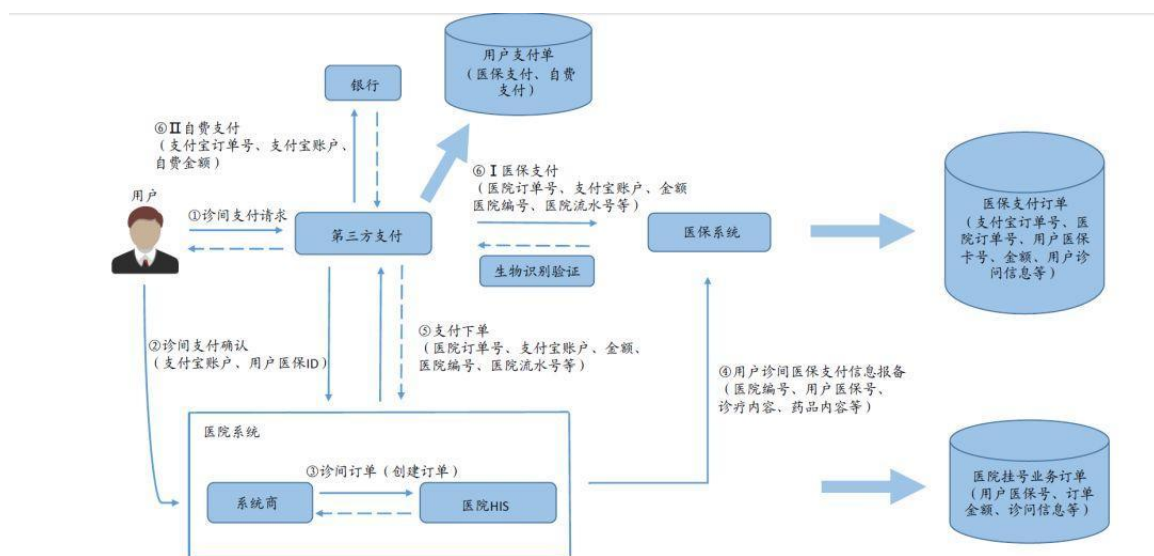 用户支付单
（医保支付、自费
支付）
银行
⑥Ⅱ自费支付
（支付宝订单号、支付宝账户、
自费金额）
用户
①诊间支付请求
第三方支付
⑥Ⅰ医保支付
（医院订单号、支付宝账户、金额
医院编号、医院流水号等）
医保系统
生物识别验证
医保支付订单
（支付宝订单号、医
院订单号、用户医保
卡号、金额、用户诊
问信息等）
②诊间支付确认
（支付宝账户、用户医保ID）
⑤支付下单
（医院订单号、支付宝账户、金额、
医院编号、医院流水号等）
④用户诊间医保支付信息报备
（医院编号、用户医保号、
诊疗内容、药品内容等）
医院系统
③诊间订单（创建订单）
系统商
医院HIS
医院挂号业务订单
（用户医保号、订单
金额、诊问信息等）